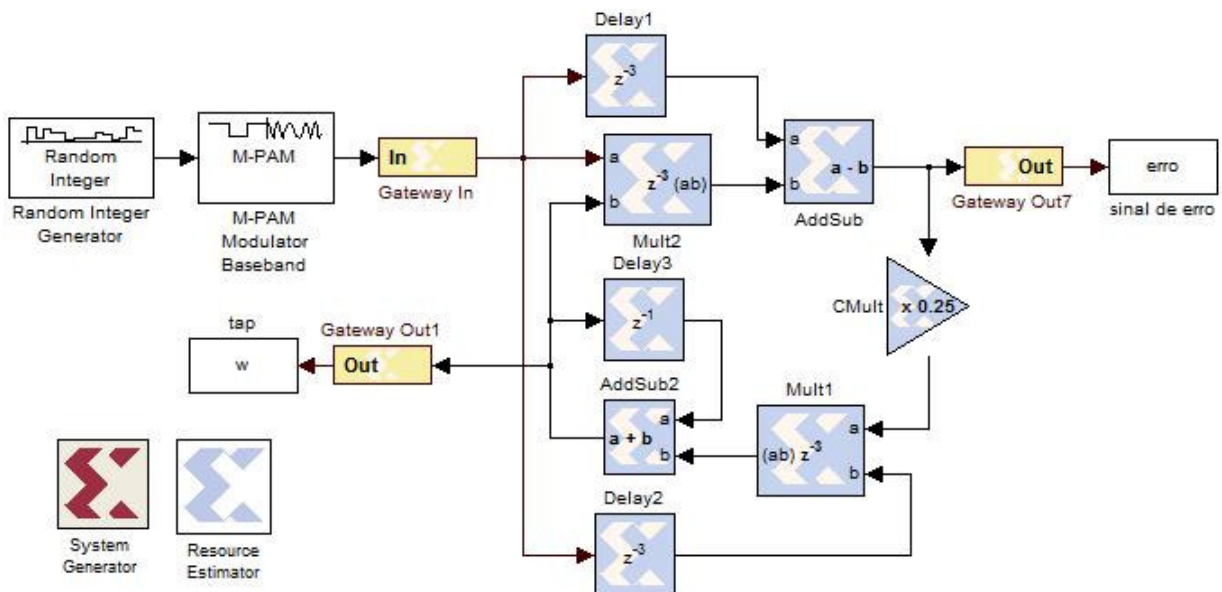 Delay1
z⁻³
Random
Integer
Random Integer
Generator
M-PAM
M-PAM
Modulator
Baseband
In
Gateway In
a
b
z⁻³ (ab)
Mult2
a
b
a - b
AddSub
Out
Gateway Out7
erro
sinal de erro
Delay3
z⁻¹
CMult
x 0.25
tap
w
Gateway Out1
Out
AddSub2
a + b
a
b
Mult1
(ab) z⁻³
a
b
Delay2
z⁻³
System
Generator
Resource
Estimator